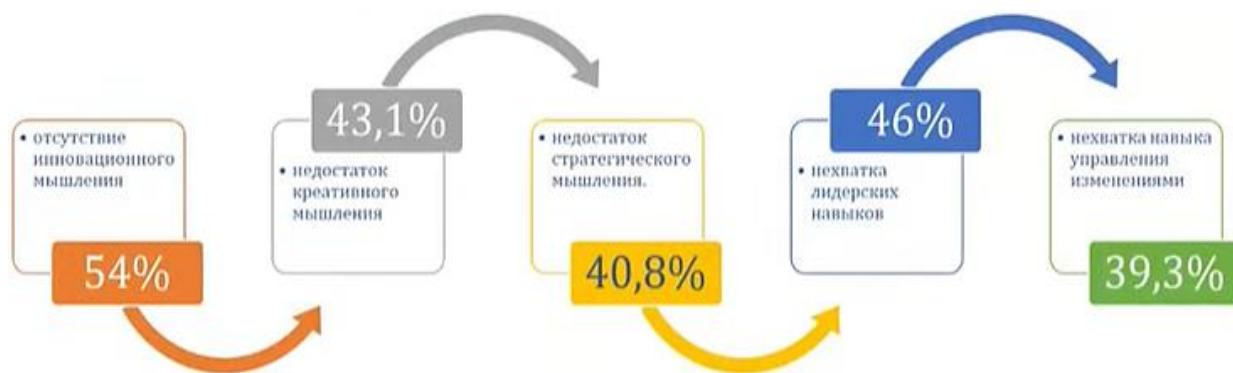 • отсутствие
инновационного
мышления
54%
43,1%
• недостаток
креативного
мышления
• недостаток
стратегического
мышления.
40,8%
46%
• нехватка
лидерских
навыков
• нехватка навыка
управления
изменениями
39,3%